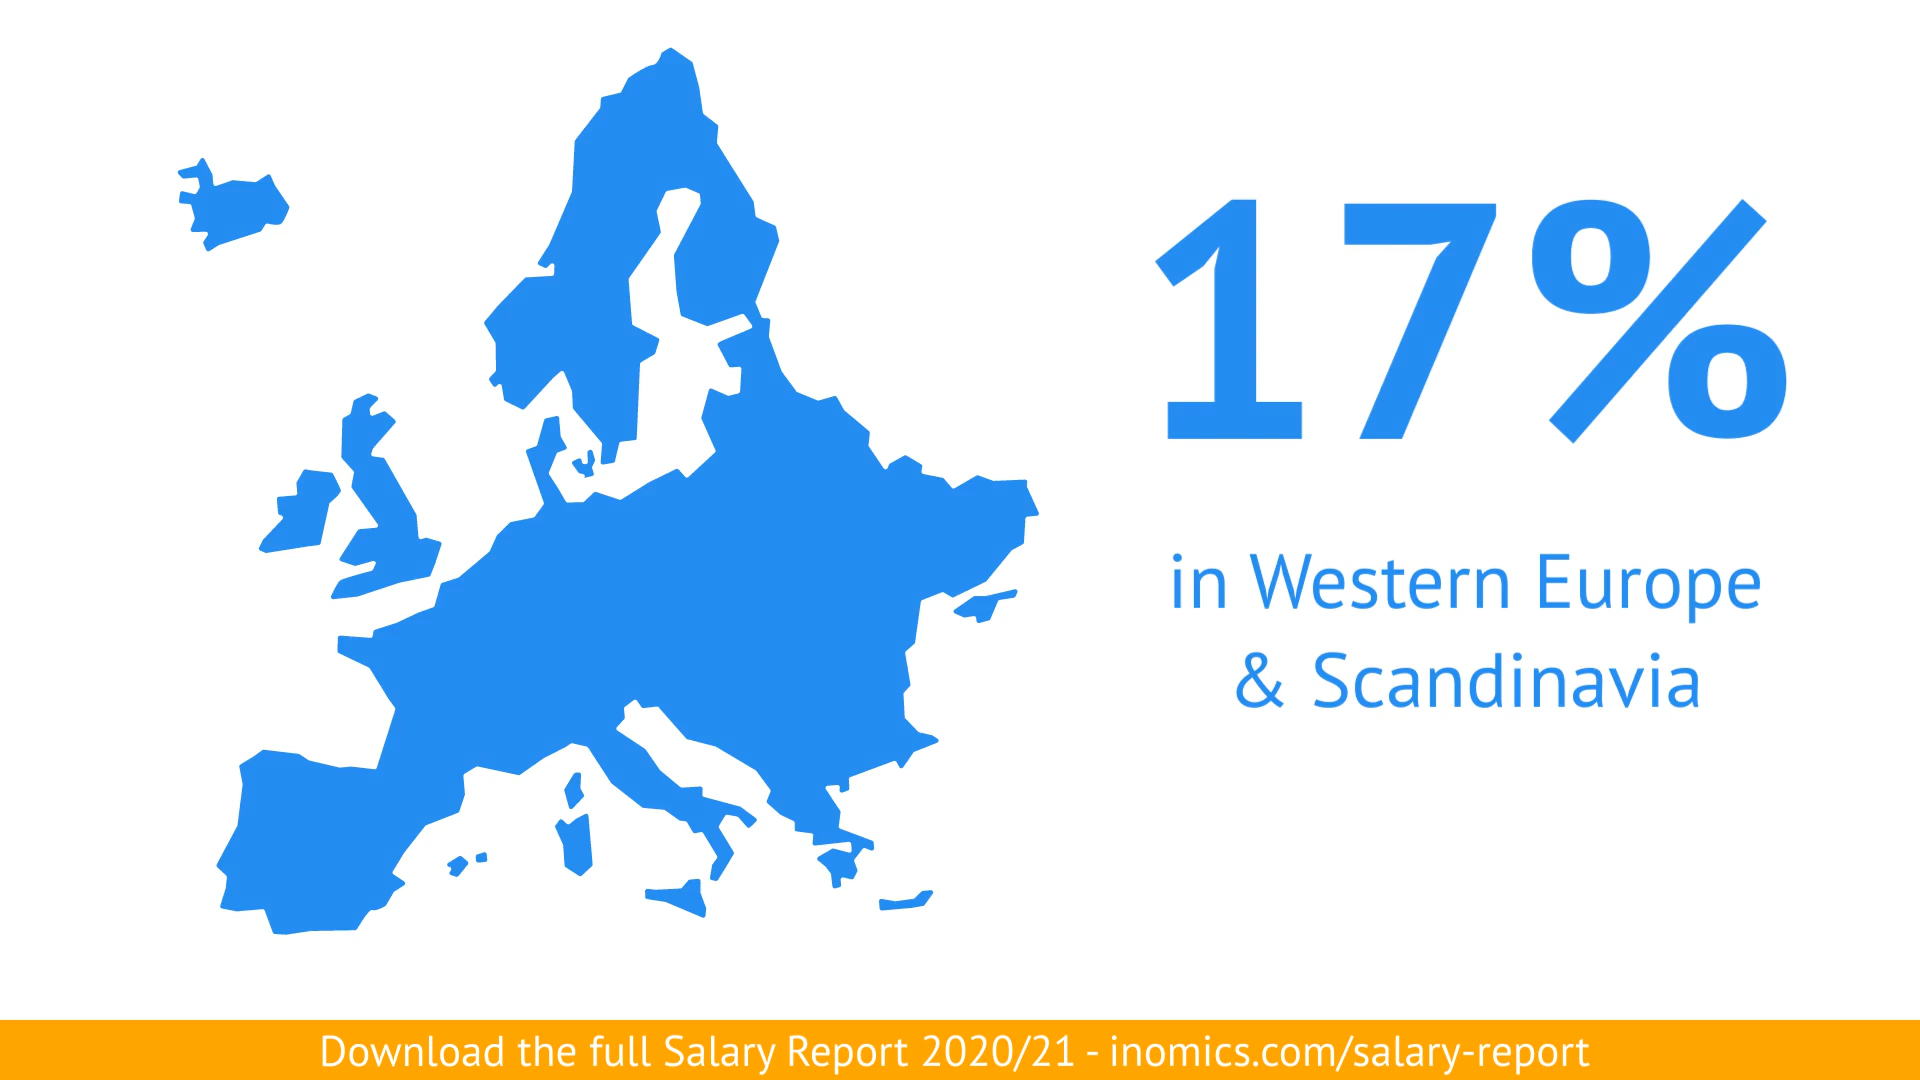 17%
in Western Europe
& Scandinavia
Download the full Salary Report 2020/21 - inomics.com/salary-report